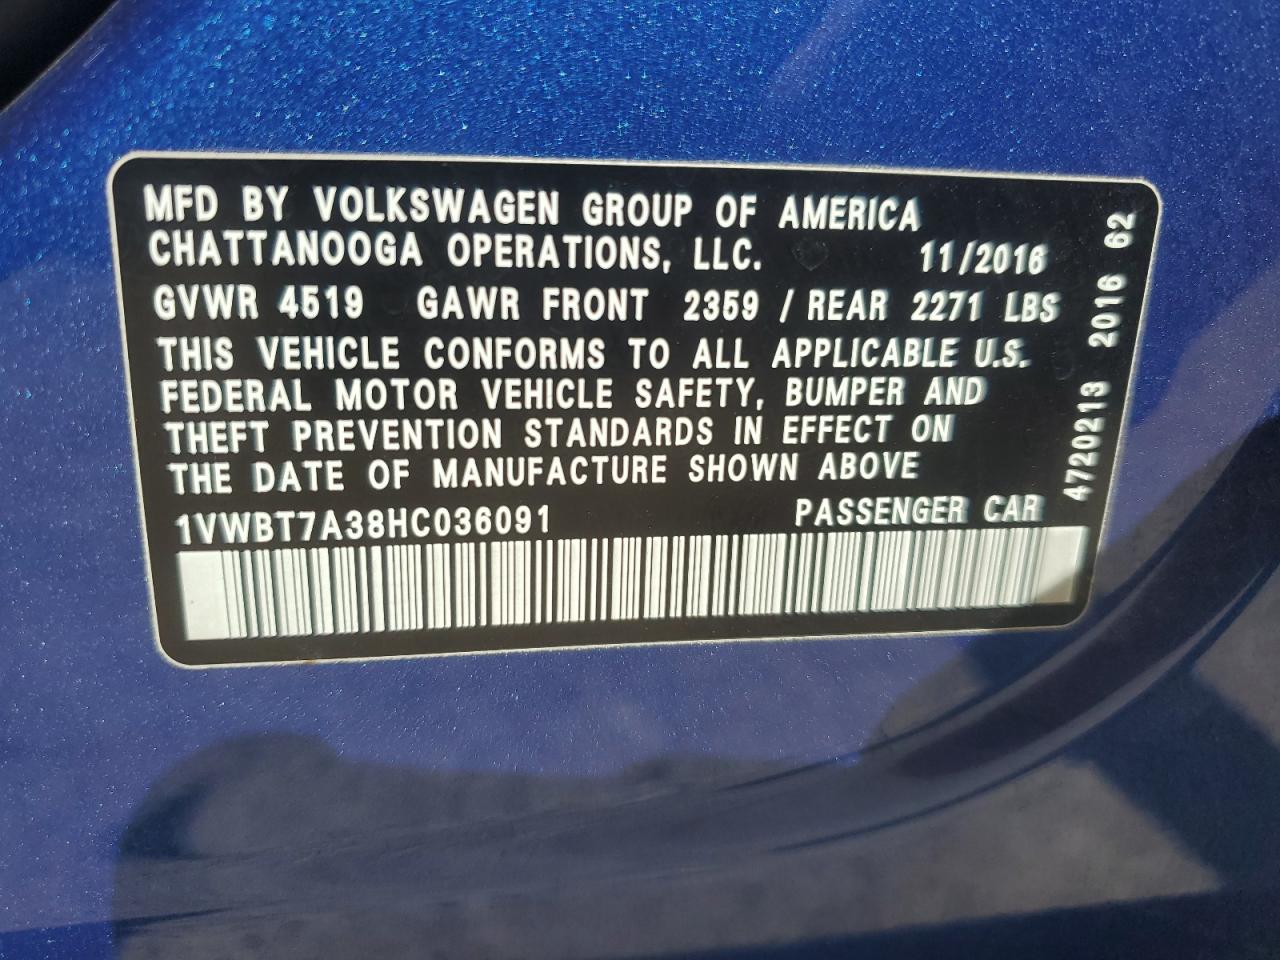 MFD BY VOLKSWAGEN GROUP OF AMERICA
CHATTANOOGA OPERATIONS, LLC. 11/2016
GVWR 4519 GAWR FRONT 2359 / REAR 2271 LBS
THIS VEHICLE CONFORMS TO ALL APPLICABLE U.S.
FEDERAL MOTOR VEHICLE SAFETY, BUMPER AND
THEFT PREVENTION STANDARDS IN EFFECT ON
THE DATE OF MANUFACTURE SHOWN ABOVE
1VWBT7A38HC036091 PASSENGER CAR
4720213 2016 62